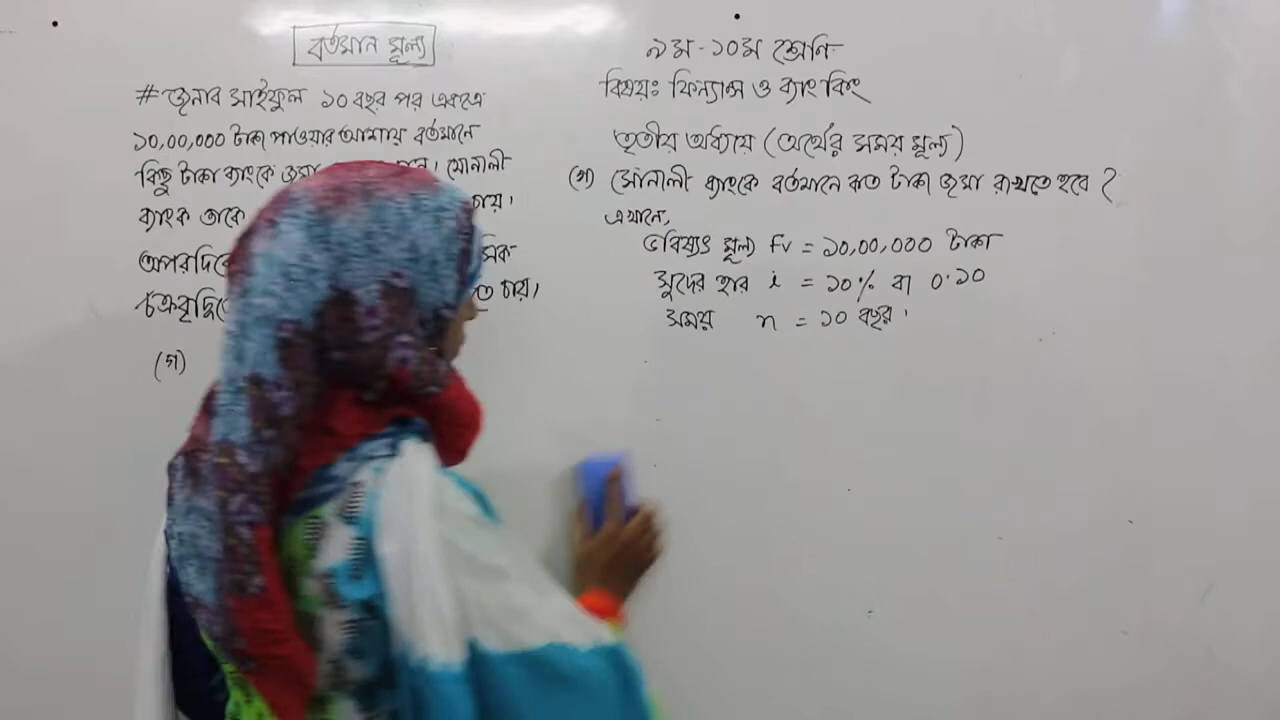 বর্তমান মূল্য
# জনাব সাইফুল ১০ বছর পর একত্রে
১০,০০,০০০ টাকা পাওয়ার আশায় বর্তমানে
কিছু টাকা ব্যাংকে জমা সোনালী
ব্যাংক তাকে চায়।
অপরদিকে
চক্রবৃদ্ধিতে চায়।
(গ)
৯ম-১০ম শ্রেণি
বিষয়ঃ ফিন্যান্স ও ব্যাংকিং
তৃতীয় অধ্যায় (অর্থের সময় মূল্য)
(গ) সোনালী ব্যাংকে বর্তমানে কত টাকা জমা রাখতে হবে ?
এখানে,
ভবিষ্যৎ মূল্য FV = ১০,০০,০০০ টাকা
সুদের হার i = ১০% বা ০.১০
সময় n = ১০ বছর।